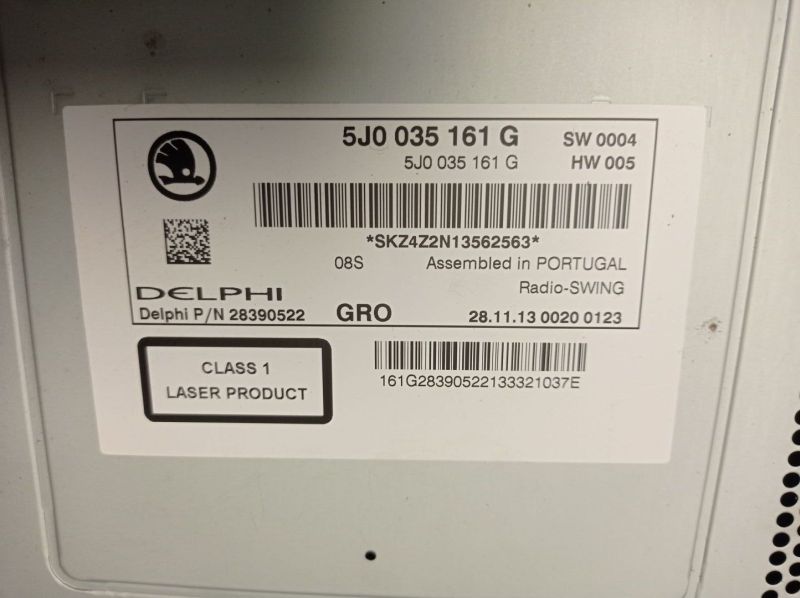 5J0 035 161 G SW 0004
5J0 035 161 G HW 005
*SKZ4Z2N13562563*
08S Assembled in PORTUGAL
Radio-SWING
DELPHI
Delphi P/N 28390522 GRO 28.11.13 0020 0123
CLASS 1
LASER PRODUCT
161G28390522133321037E